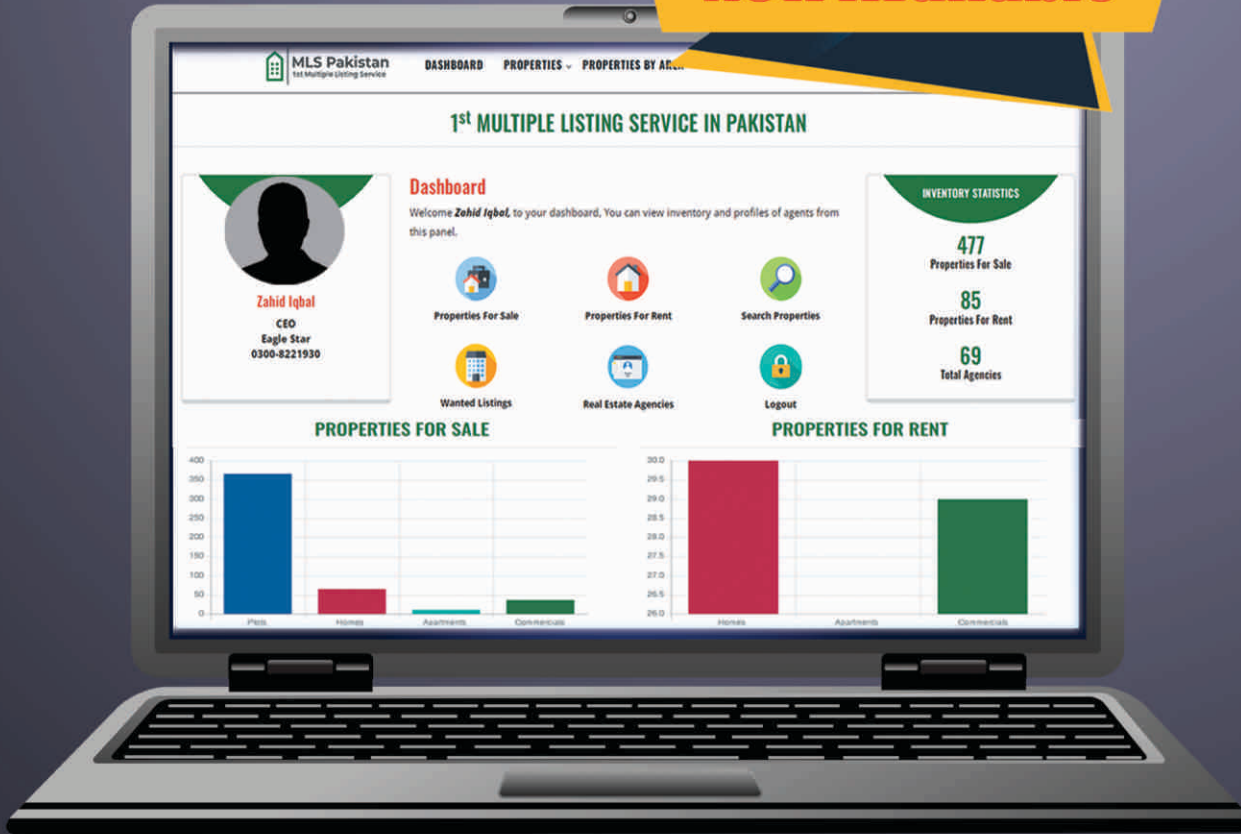 MLS Pakistan
1st Multiple Listing Service
DASHBOARD PROPERTIES PROPERTIES BY
1st MULTIPLE LISTING SERVICE IN PAKISTAN
Zahid Iqbal
CEO
Eagle Star
0300-8221930
Dashboard
Welcome Zahid Iqbal, to your dashboard, You can view inventory and profiles of agents from
this panel.
Properties For Sale
Properties For Rent
Search Properties
Wanted Listings
Real Estate Agencies
Logout
INVENTORY STATISTICS
477
Properties For Sale
85
Properties For Rent
69
Total Agencies
PROPERTIES FOR SALE
400
350
300
250
200
150
100
50
0
Plots Homes Apartments Commercials
PROPERTIES FOR RENT
30.0
29.5
29.0
28.5
28.0
27.5
27.0
26.5
26.0
Homes Apartments Commercials